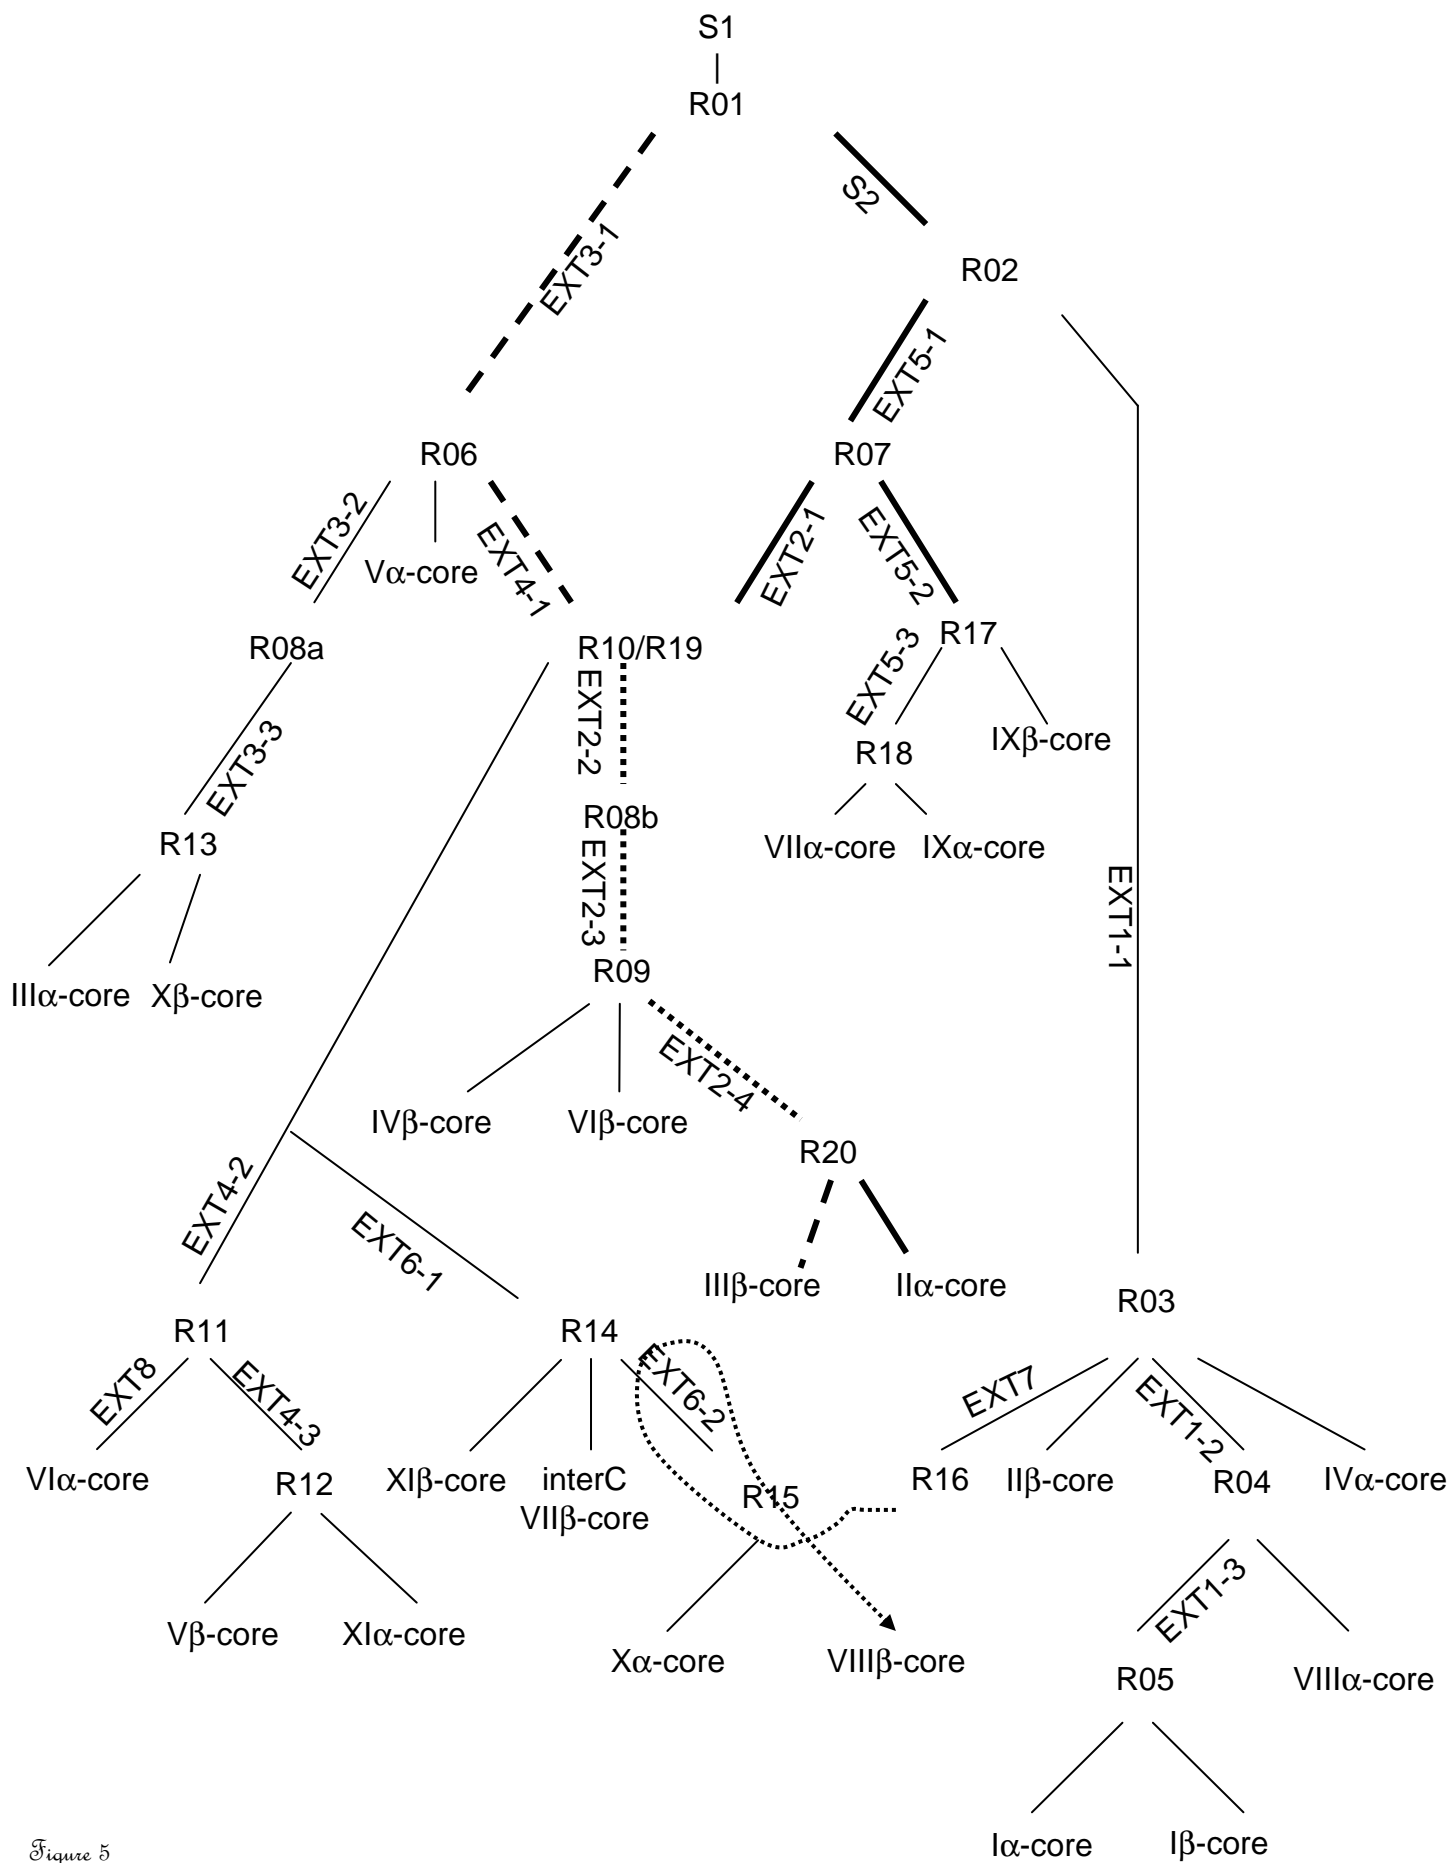 S1
R01
S2
EXT3-1
R02
EXT5-1
R06
R07
EXT3-2
Vα-core
EXT4-1
EXT2-1
EXT5-2
R08a
R10/R19
R17
EXT5-3
EXT2-2
IXβ-core
EXT3-3
R18
R08b
R13
VIIα-core
IXα-core
EXT2-3
EXT1-1
R09
IIIα-core
Xβ-core
EXT2-4
IVβ-core
VIβ-core
R20
EXT4-2
EXT6-1
IIIβ-core
IIα-core
R03
R11
R14
EXT8
EXT4-3
EXT6-2
EXT7
EXT1-2
VIα-core
R12
XIβ-core
interC
VIIβ-core
R15
R16
IIβ-core
R04
IVα-core
EXT1-3
Vβ-core
XIα-core
Xα-core
VIIIβ-core
R05
VIIIα-core
Iα-core
Iβ-core
Figure 5